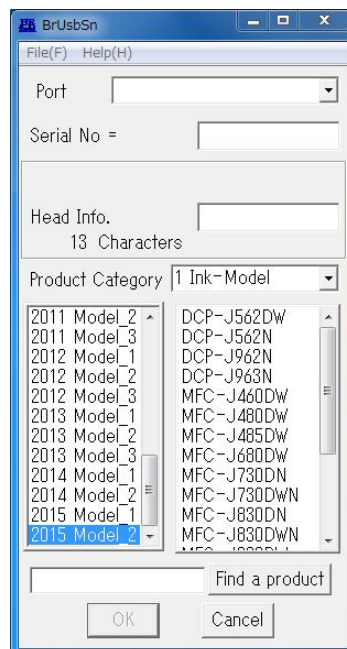 BrUsbSn
File(F) Help(H)
Port
Serial No =
Head Info.
13 Characters
Product Category 1 Ink-Model
2011 Model_2
2011 Model_3
2012 Model_1
2012 Model_2
2012 Model_3
2013 Model_1
2013 Model_2
2013 Model_3
2014 Model_1
2014 Model_2
2015 Model_1
2015 Model_2
DCP-J562DW
DCP-J562N
DCP-J962N
DCP-J963N
MFC-J460DW
MFC-J480DW
MFC-J485DW
MFC-J680DW
MFC-J730DN
MFC-J730DWN
MFC-J830DN
MFC-J830DWN
Find a product
OK Cancel